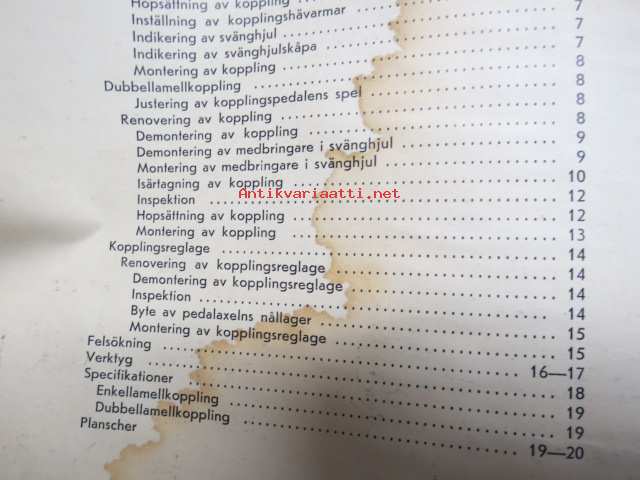 Hopsättning av koppling ........ 7
Inställning av kopplingshävarmar ........ 7
Indikering av svänghjul ........ 7
Indikering av svänghjulskåpa ........
Montering av koppling ........ 8
Dubbellamellkoppling ........ 8
Justering av kopplingspedalens spel ........ 8
Renovering av koppling ........ 8
Demontering av koppling ........ 9
Demontering av medbringare i svänghjul ........ 9
Montering av medbringare i svänghjul ........
Isärtagning av koppling ........ 10
Antikvariaatti.net
Inspektion ........ 12
Hopsättning av koppling ........ 12
Montering av koppling ........ 13
Kopplingsreglage ........ 14
Renovering av kopplingsreglage ........ 14
Demontering av kopplingsreglage ........ 14
Inspektion ........ 14
Byte av pedalaxelns nållager ........
Montering av kopplingsreglage ........ 15
Felsökning ........ 15
Verktyg ........ 16—17
Specifikationer ........ 18
Enkellamellkoppling ........ 19
Dubbellamellkoppling ........ 19
Planscher ........ 19—20